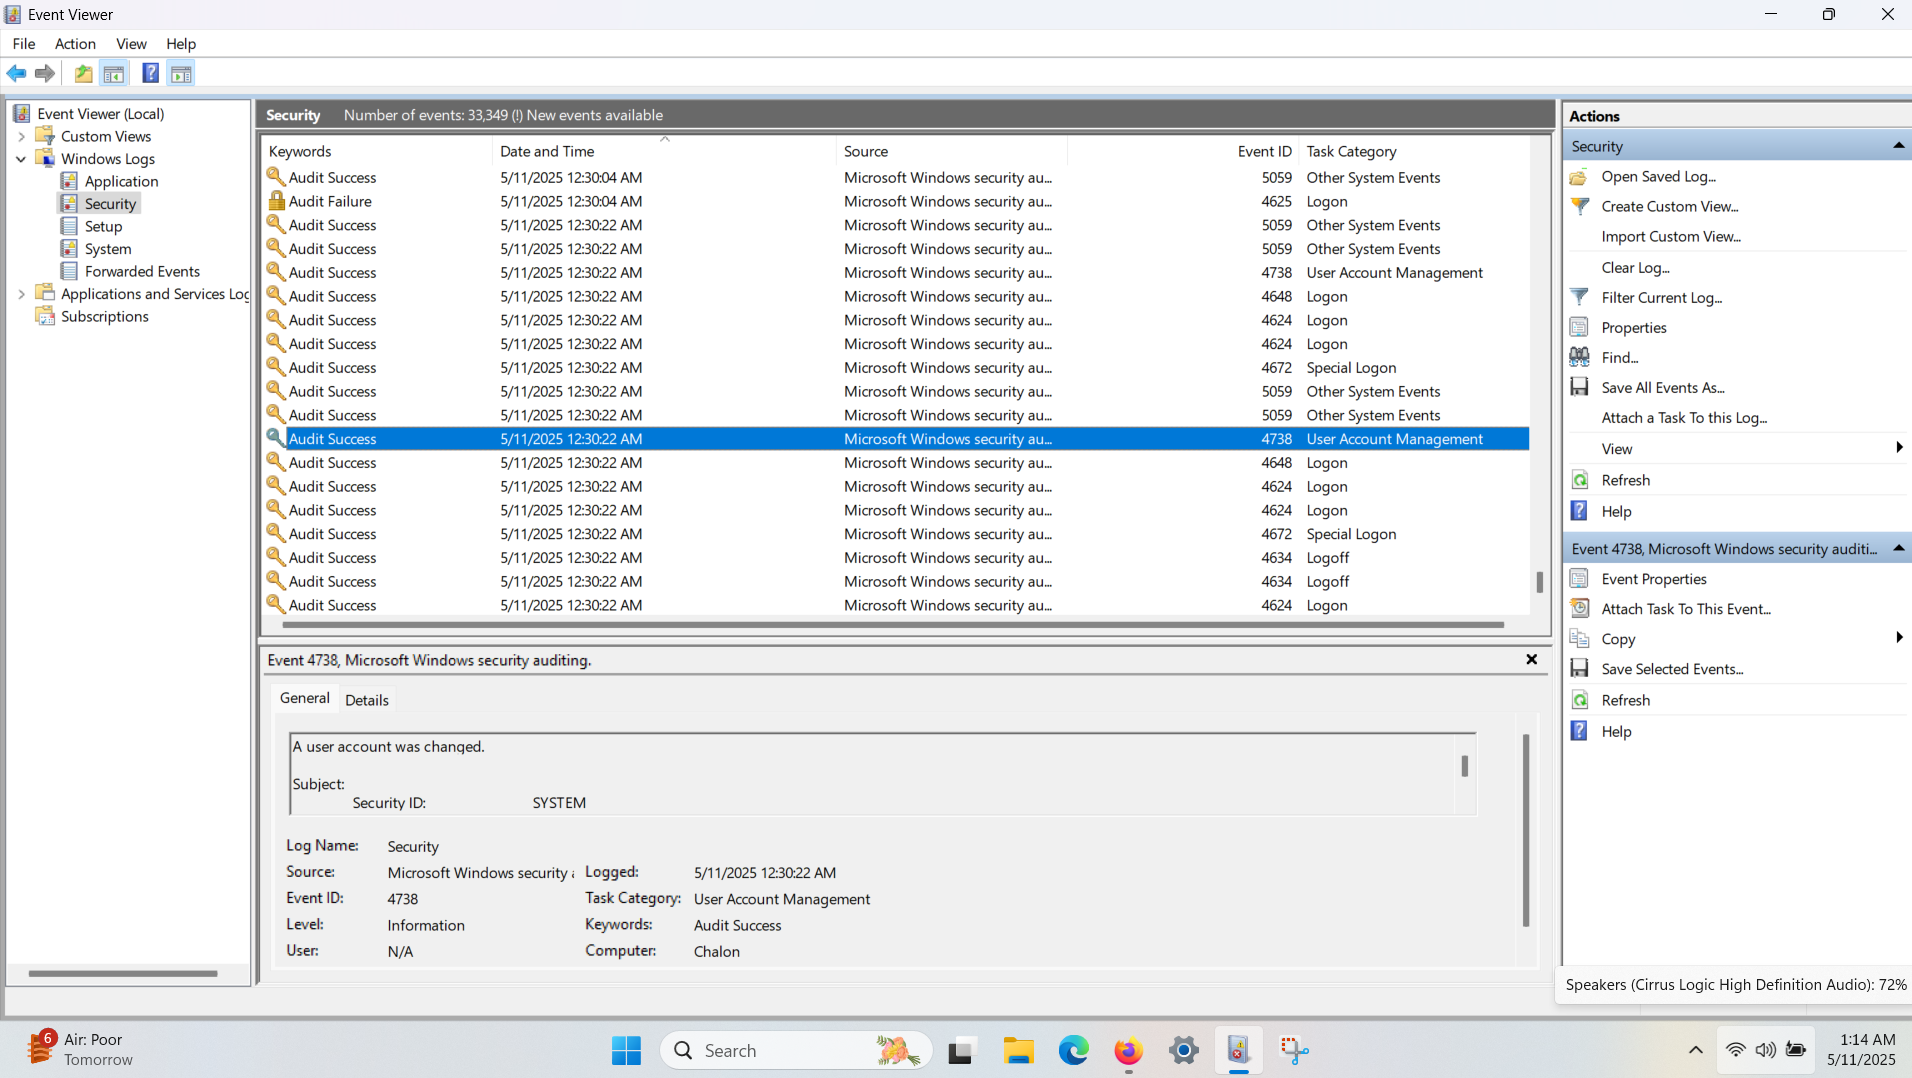 Event Viewer
File Action View Help
Event Viewer (Local)
Custom Views
Windows Logs
Application
Security
Setup
System
Forwarded Events
Applications and Services Log
Subscriptions
Security Number of events: 33,349 (!) New events available
Keywords Date and Time Source Event ID Task Category
Audit Success 5/11/2025 12:30:04 AM Microsoft Windows security au... 5059 Other System Events
Audit Failure 5/11/2025 12:30:04 AM Microsoft Windows security au... 4625 Logon
Audit Success 5/11/2025 12:30:22 AM Microsoft Windows security au... 5059 Other System Events
Audit Success 5/11/2025 12:30:22 AM Microsoft Windows security au... 5059 Other System Events
Audit Success 5/11/2025 12:30:22 AM Microsoft Windows security au... 4738 User Account Management
Audit Success 5/11/2025 12:30:22 AM Microsoft Windows security au... 4648 Logon
Audit Success 5/11/2025 12:30:22 AM Microsoft Windows security au... 4624 Logon
Audit Success 5/11/2025 12:30:22 AM Microsoft Windows security au... 4624 Logon
Audit Success 5/11/2025 12:30:22 AM Microsoft Windows security au... 4672 Special Logon
Audit Success 5/11/2025 12:30:22 AM Microsoft Windows security au... 5059 Other System Events
Audit Success 5/11/2025 12:30:22 AM Microsoft Windows security au... 5059 Other System Events
Audit Success 5/11/2025 12:30:22 AM Microsoft Windows security au... 4738 User Account Management
Audit Success 5/11/2025 12:30:22 AM Microsoft Windows security au... 4648 Logon
Audit Success 5/11/2025 12:30:22 AM Microsoft Windows security au... 4624 Logon
Audit Success 5/11/2025 12:30:22 AM Microsoft Windows security au... 4624 Logon
Audit Success 5/11/2025 12:30:22 AM Microsoft Windows security au... 4672 Special Logon
Audit Success 5/11/2025 12:30:22 AM Microsoft Windows security au... 4634 Logoff
Audit Success 5/11/2025 12:30:22 AM Microsoft Windows security au... 4634 Logoff
Audit Success 5/11/2025 12:30:22 AM Microsoft Windows security au... 4624 Logon
Event 4738, Microsoft Windows security auditing.
General Details
A user account was changed.
Subject:
Security ID: SYSTEM
Log Name: Security
Source: Microsoft Windows security Logged: 5/11/2025 12:30:22 AM
Event ID: 4738 Task Category: User Account Management
Level: Information Keywords: Audit Success
User: N/A Computer: Chalon
Actions
Security
Open Saved Log...
Create Custom View...
Import Custom View...
Clear Log...
Filter Current Log...
Properties
Find...
Save All Events As...
Attach a Task To this Log...
View
Refresh
Help
Event 4738, Microsoft Windows security auditi...
Event Properties
Attach Task To This Event...
Copy
Save Selected Events...
Refresh
Help
Speakers (Cirrus Logic High Definition Audio): 72%
6
Air: Poor
Tomorrow
Search
1:14 AM
5/11/2025